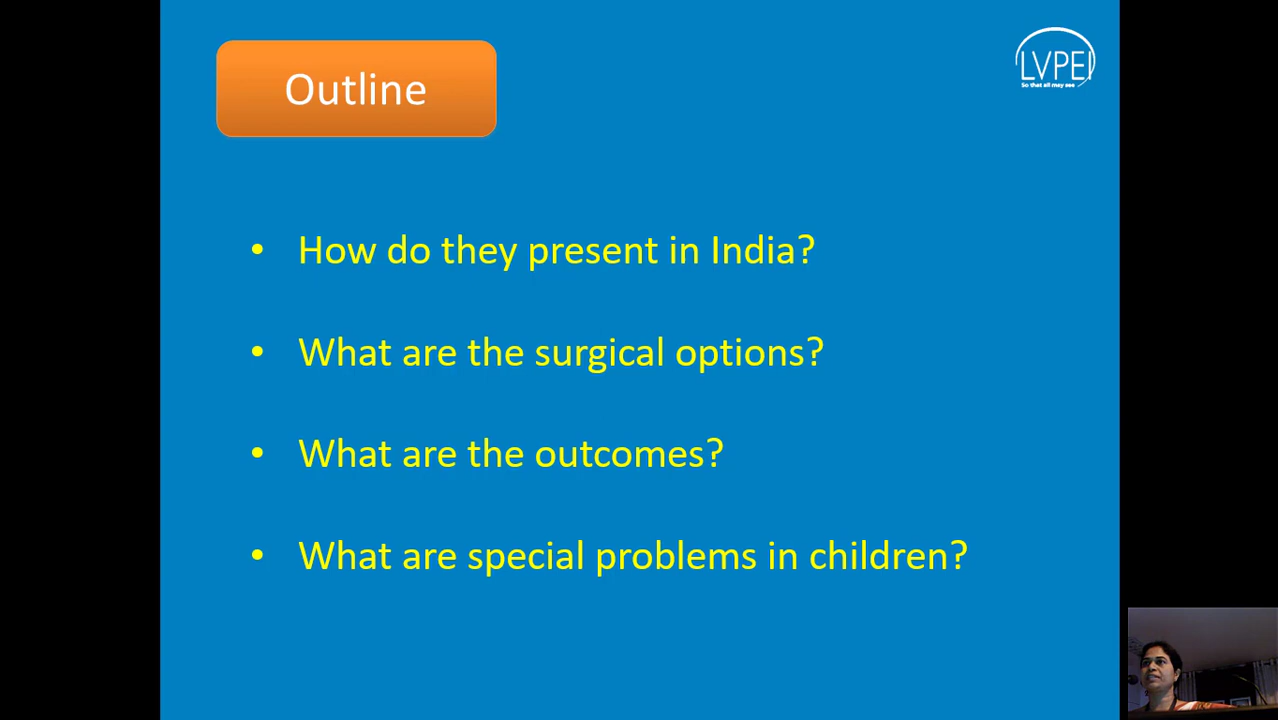 Outline
LVPEI
So that all may see
• How do they present in India?
• What are the surgical options?
• What are the outcomes?
• What are special problems in children?